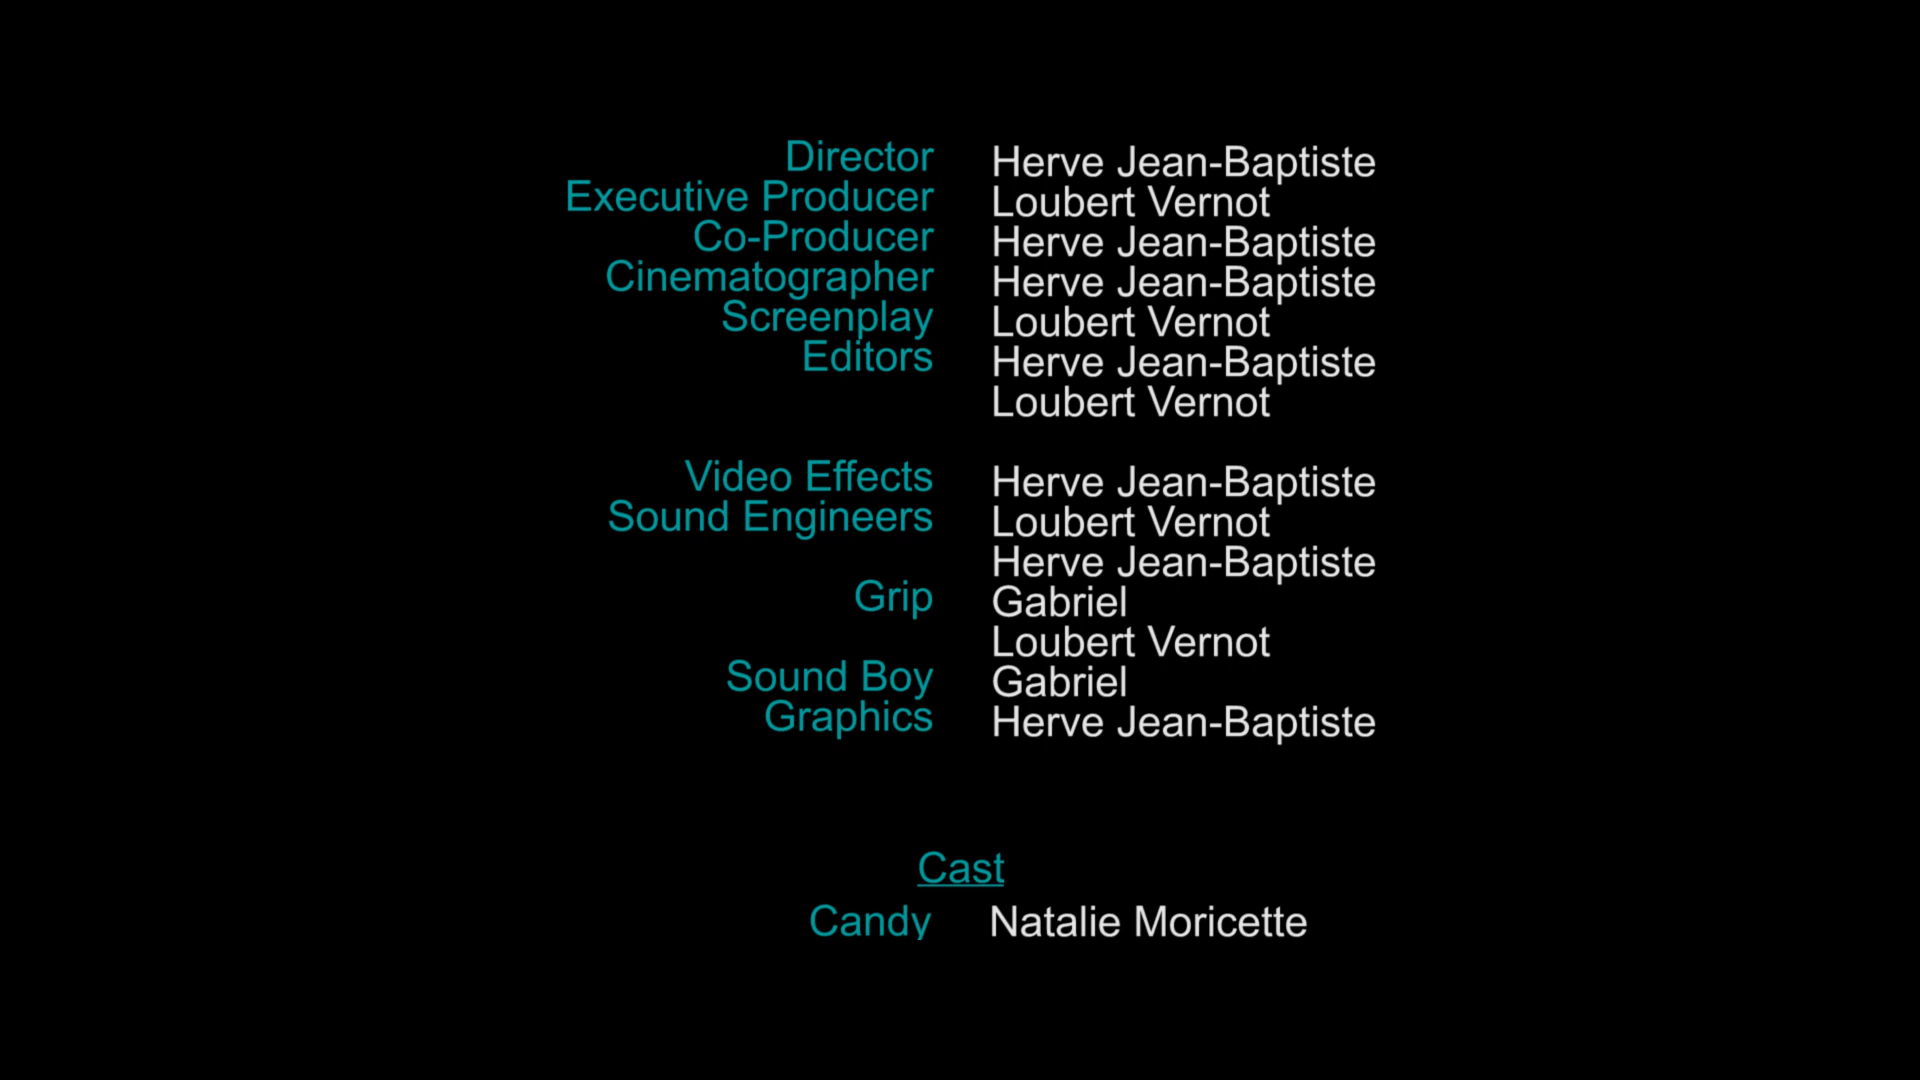 Director Herve Jean-Baptiste
Executive Producer Loubert Vernot
Co-Producer Herve Jean-Baptiste
Cinematographer Herve Jean-Baptiste
Screenplay Loubert Vernot
Editors Herve Jean-Baptiste
Loubert Vernot
Video Effects Herve Jean-Baptiste
Sound Engineers Loubert Vernot
Herve Jean-Baptiste
Grip Gabriel
Loubert Vernot
Sound Boy Gabriel
Graphics Herve Jean-Baptiste
Cast
Candy Natalie Moricette